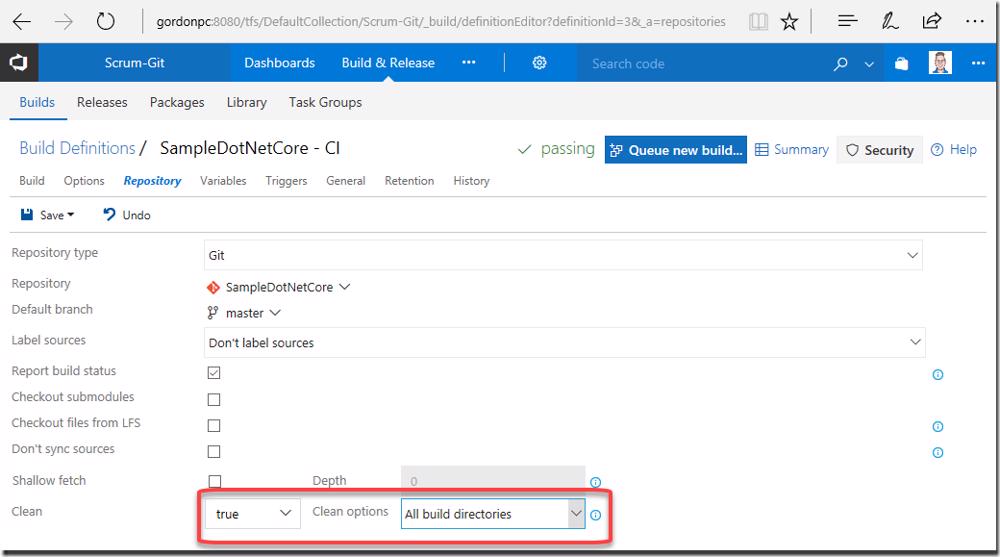 gordonpc:8080/tfs/DefaultCollection/Scrum-Git/_build/definitionEditor?definitionId=3&_a=repositories
Scrum-Git Dashboards Build & Release Search code
Builds Releases Packages Library Task Groups
Build Definitions / SampleDotNetCore - CI passing Queue new build... Summary Security Help
Build Options Repository Variables Triggers General Retention History
Save Undo
Repository type Git
Repository SampleDotNetCore
Default branch master
Label sources Don't label sources
Report build status
Checkout submodules
Checkout files from LFS
Don't sync sources
Shallow fetch Depth 0
Clean true Clean options All build directories